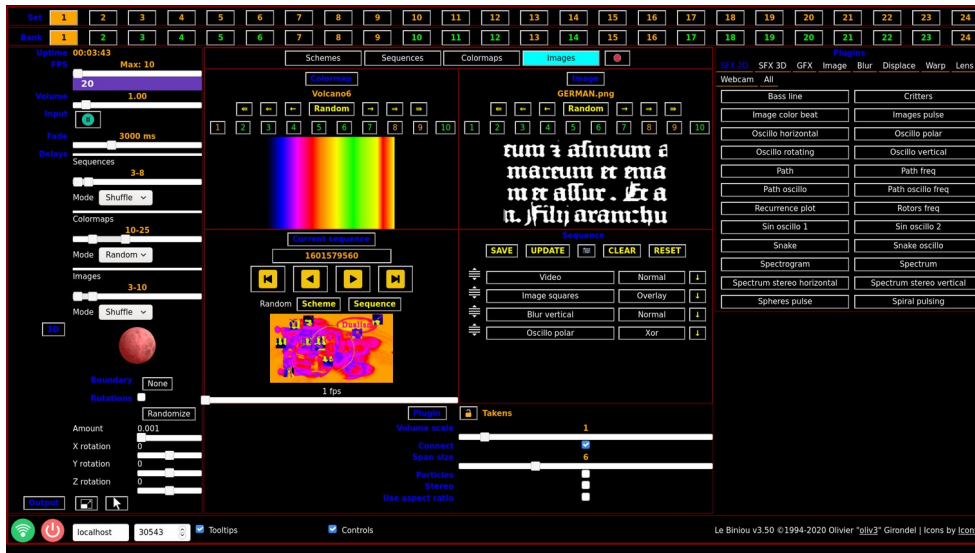 Set 1 2 3 4 5 6 7 8 9 10 11 12 13 14 15 16 17 18 19 20 21 22 23 24
Bank 1 2 3 4 5 6 7 8 9 10 11 12 13 14 15 16 17 18 19 20 21 22 23 24
Uptime 00:03:43
FPS Max: 10
20
Volume 1.00
Input
Fade 3000 ms
Delays
Sequences
3-8
Mode Shuffle
Colormaps
10-25
Mode Random
Images
3-10
Mode Shuffle
3D
Boundary None
Rotations
Randomize
Amount 0.001
X rotation 0
Y rotation 0
Z rotation 0
Output
Schemes Sequences Colormaps Images
Colormap
Volcano6
Random
1 2 3 4 5 6 7 8 9 10
Image
GERMAN.png
Random
1 2 3 4 5 6 7 8 9 10
Current sequence
1601579560
Random Scheme Sequence
1 fps
Sequence
SAVE UPDATE CLEAR RESET
Video Normal
Image squares Overlay
Blur vertical Normal
Oscillo polar Xor
Plugin Takens
Volume scale 1
Connect
Span size 6
Particles
Stereo
Use aspect ratio
Plugins
SFX 2D SFX 3D GFX Image Blur Displace Warp Lens
Webcam All
Bass line Critters
Image color beat Images pulse
Oscillo horizontal Oscillo polar
Oscillo rotating Oscillo vertical
Path Path freq
Path oscillo Path oscillo freq
Recurrence plot Rotors freq
Sin oscillo 1 Sin oscillo 2
Snake Snake oscillo
Spectrogram Spectrum
Spectrum stereo horizontal Spectrum stereo vertical
Spheres pulse Spiral pulsing
localhost 30543 Tooltips Controls
Le Biniou v3.50 ©1994-2020 Olivier "oliv3" Girondel | Icons by Icon